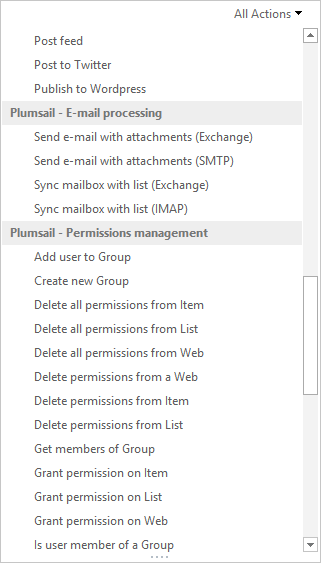 All Actions
Post feed
Post to Twitter
Publish to Wordpress
Plumsail - E-mail processing
Send e-mail with attachments (Exchange)
Send e-mail with attachments (SMTP)
Sync mailbox with list (Exchange)
Sync mailbox with list (IMAP)
Plumsail - Permissions management
Add user to Group
Create new Group
Delete all permissions from Item
Delete all permissions from List
Delete all permissions from Web
Delete permissions from a Web
Delete permissions from Item
Delete permissions from List
Get members of Group
Grant permission on Item
Grant permission on List
Grant permission on Web
Is user member of a Group